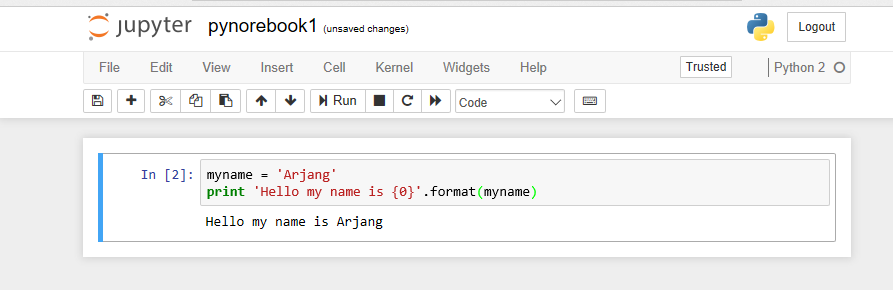 jupyter pynorebook1 (unsaved changes) Logout
File Edit View Insert Cell Kernel Widgets Help Trusted Python 2
Run Code
In [2]: myname = 'Arjang'
print 'Hello my name is {0}'.format(myname)
Hello my name is Arjang